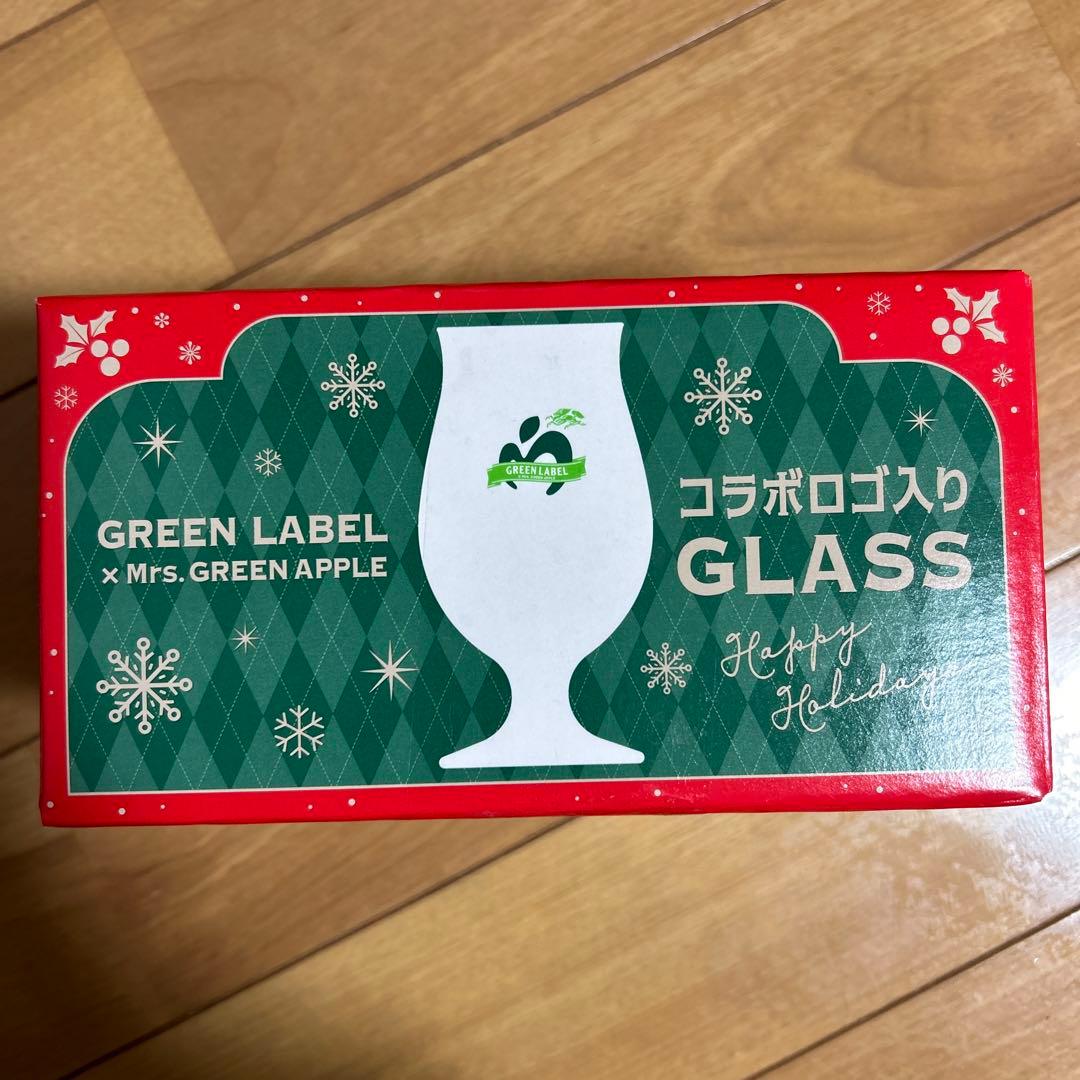 GREEN LABEL
× Mrs. GREEN APPLE
GREEN LABEL
コラボロゴ入り
GLASS
Happy
Holidays